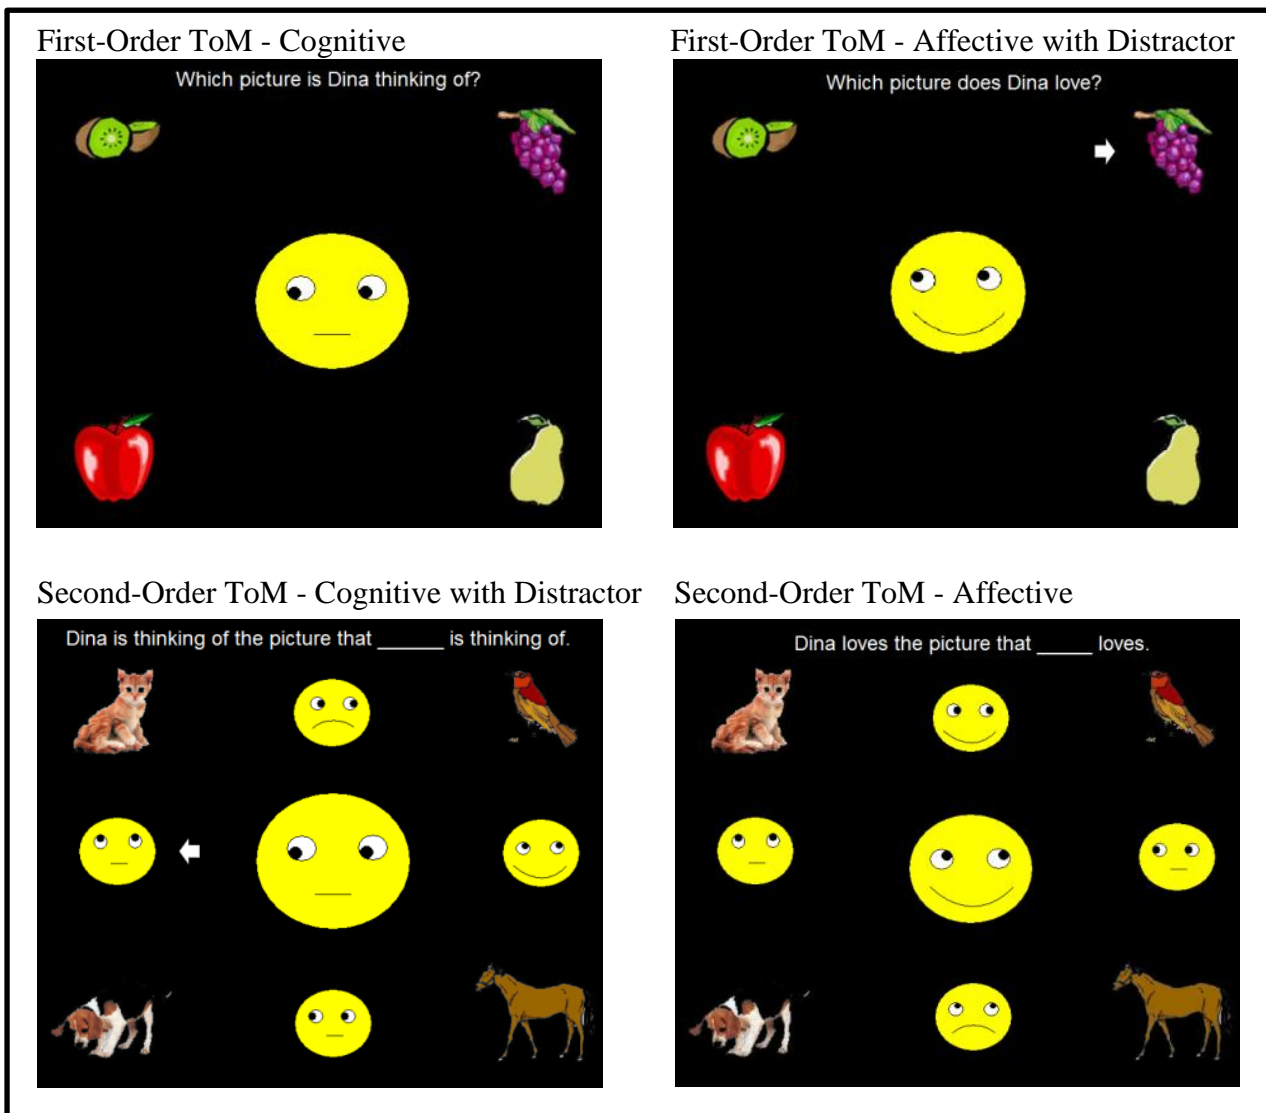 First-Order ToM - Cognitive
First-Order ToM - Affective with Distractor
Which picture is Dina thinking of?
Which picture does Dina love?
Second-Order ToM - Cognitive with Distractor
Second-Order ToM - Affective
Dina is thinking of the picture that ______ is thinking of.
Dina loves the picture that _____ loves.